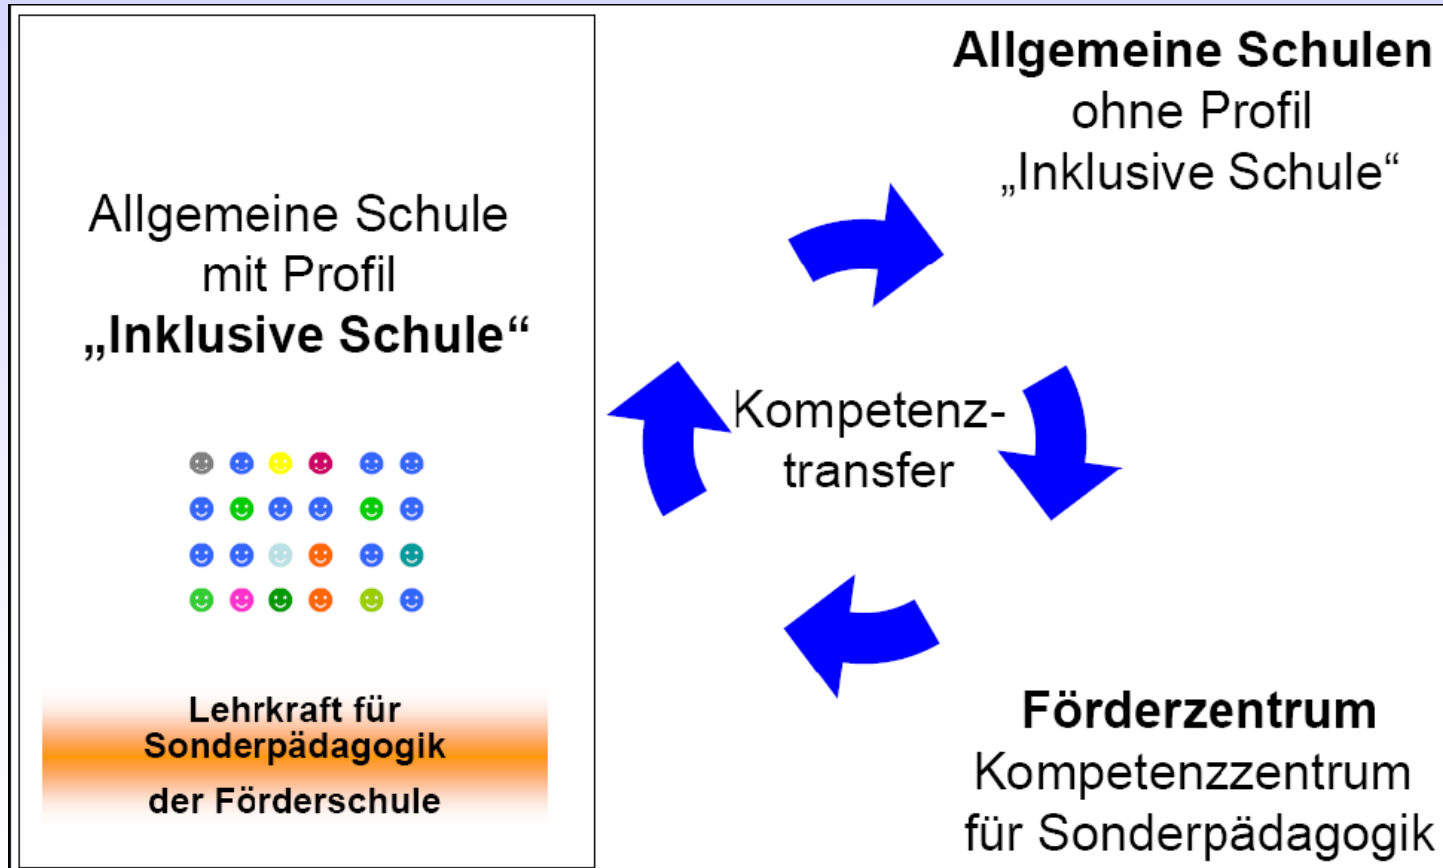 Allgemeine Schule
mit Profil
„Inklusive Schule“
Lehrkraft für
Sonderpädagogik
der Förderschule
Allgemeine Schulen
ohne Profil
„Inklusive Schule“
Kompetenz-
transfer
Förderzentrum
Kompetenzzentrum
für Sonderpädagogik